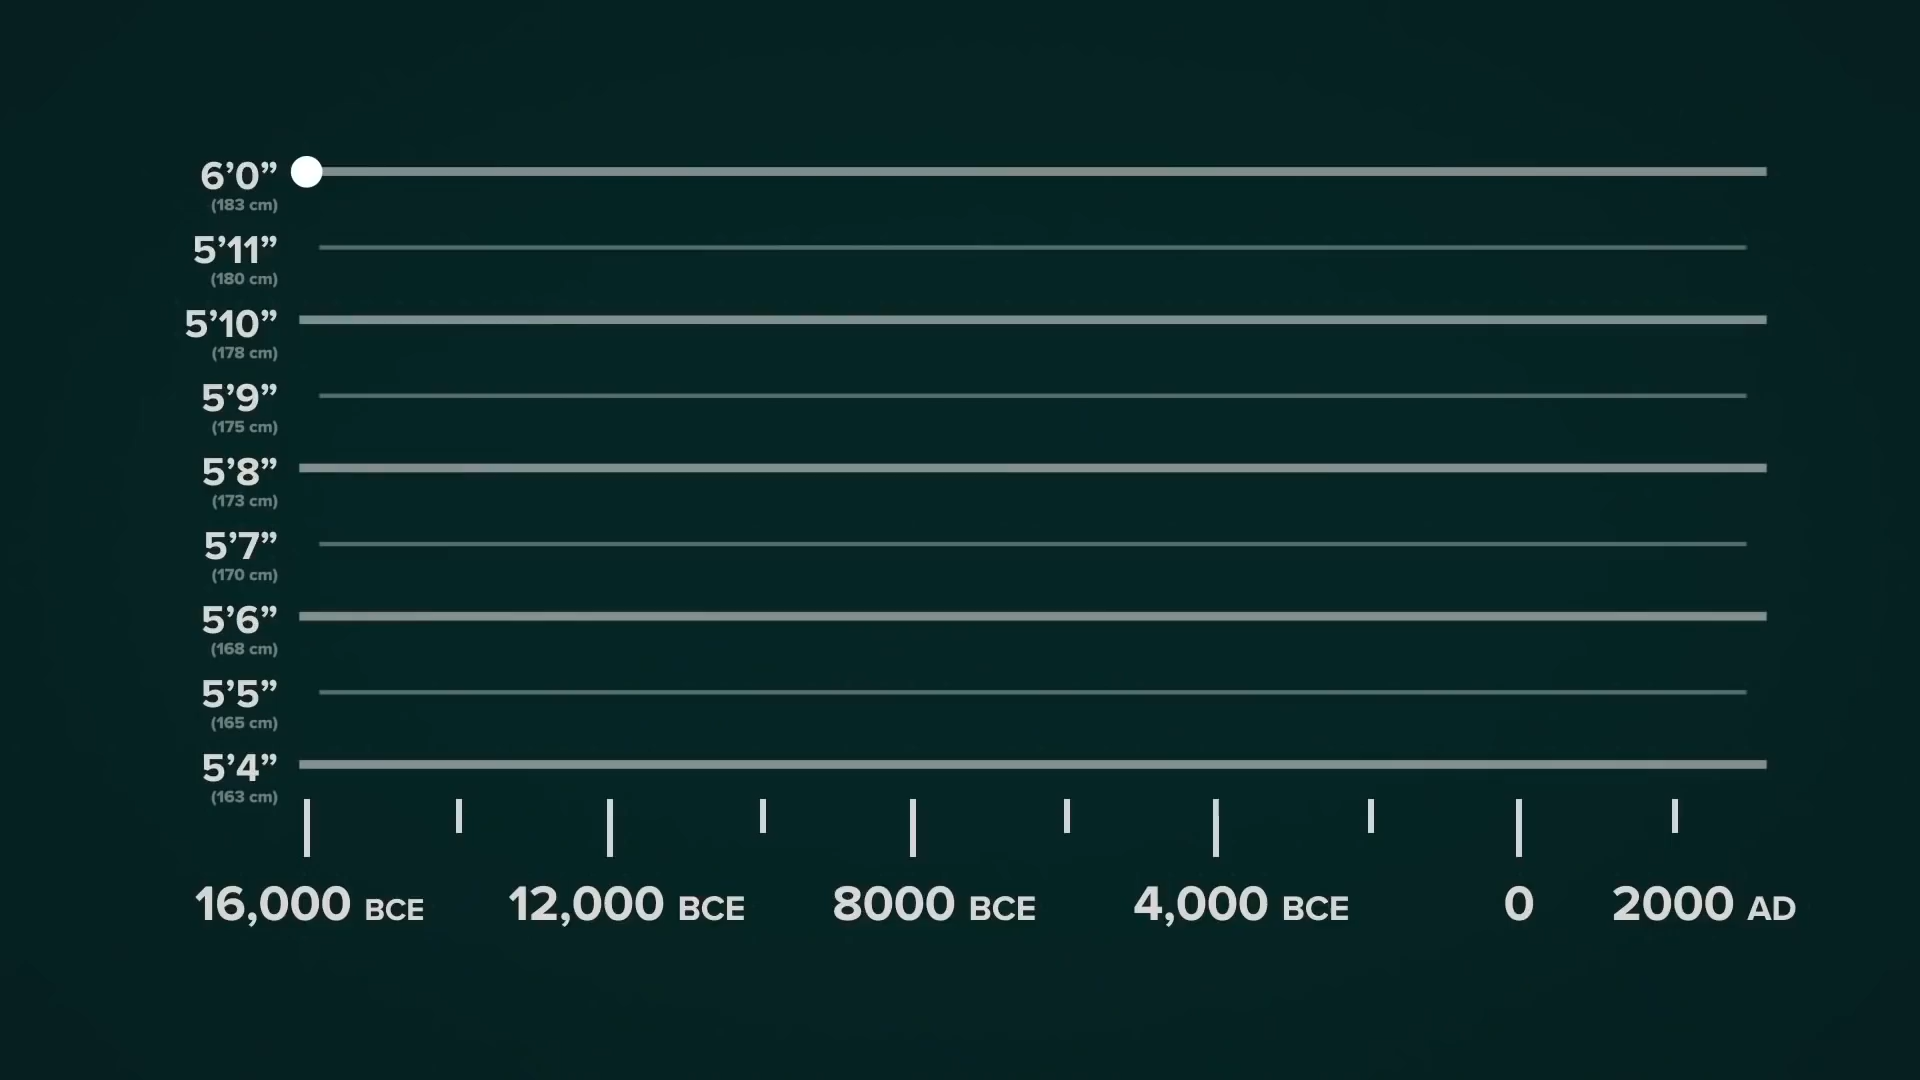 6’0”
(183 cm)
5’11”
(180 cm)
5’10”
(178 cm)
5’9”
(175 cm)
5’8”
(173 cm)
5’7”
(170 cm)
5’6”
(168 cm)
5’5”
(165 cm)
5’4”
(163 cm)
16,000 BCE 12,000 BCE 8000 BCE 4,000 BCE 0 2000 AD